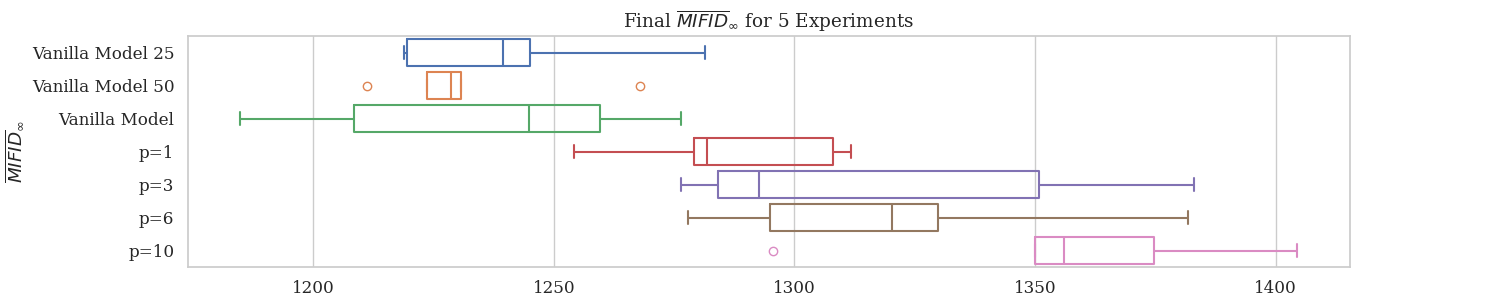 Final $\overline{MIFID}_\infty$ for 5 Experiments
$\overline{MIFID}_\infty$
Vanilla Model 25
Vanilla Model 50
Vanilla Model
p=1
p=3
p=6
p=10
1200 1250 1300 1350 1400